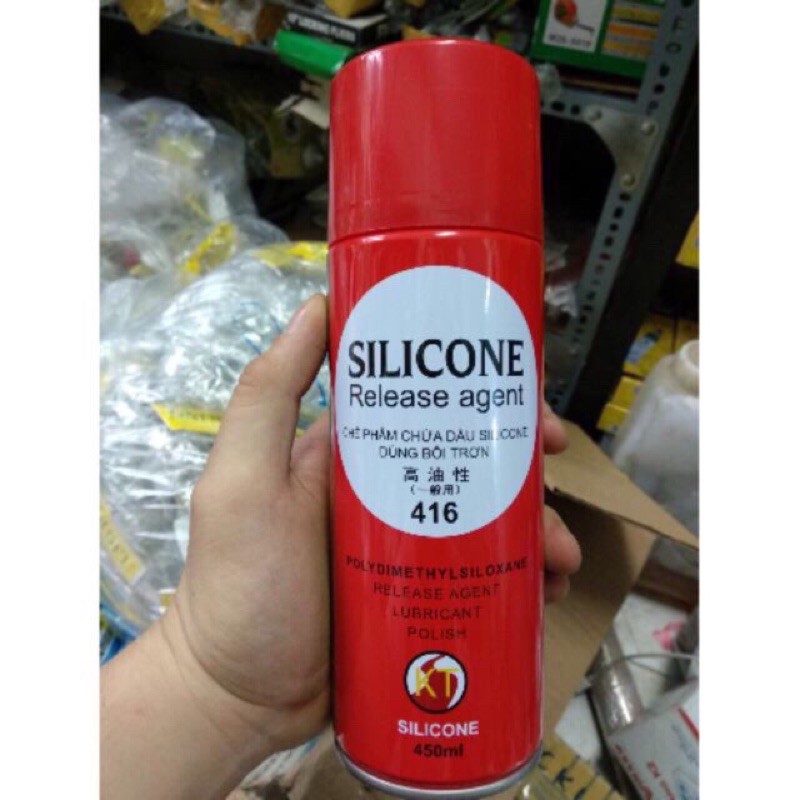 SILICONE
Release agent
CHẾ PHẨM CHỨA DẦU SILICONE
DÙNG BÔI TRƠN
高油性
(一般用)
416
POLYDIMETHYLSILOXANE
RELEASE AGENT
LUBRICANT
POLISH
KT
SILICONE
450ml